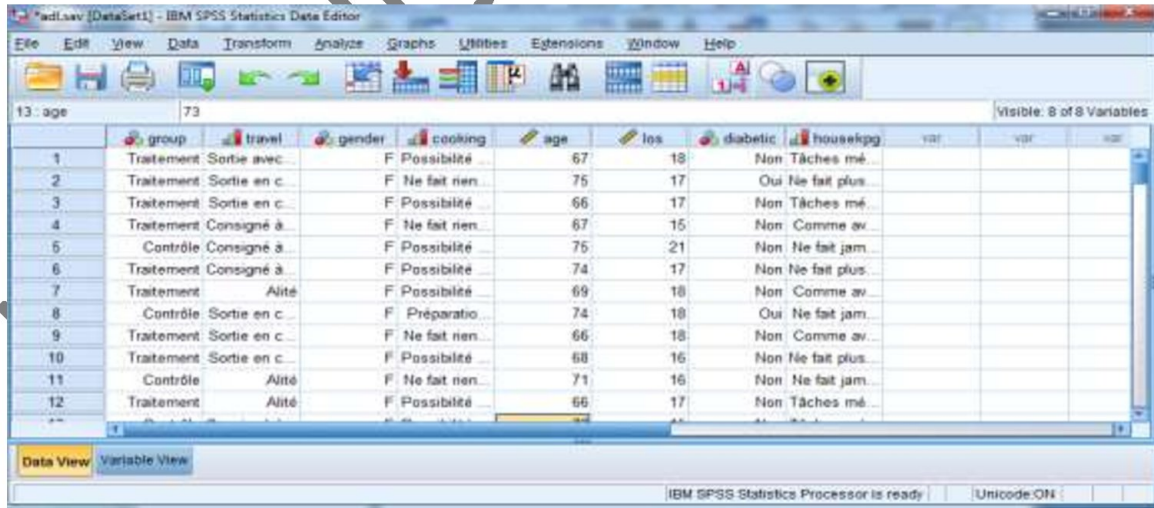 *adl.sav [DataSet1] - IBM SPSS Statistics Data Editor
File Edit View Data Transform Analyze Graphs Utilities Extensions Window Help
13 : age 73 Visible: 8 of 8 Variables
group travel gender cooking age los diabetic housekpg var var var
1 Traitement Sortie avec... F Possibilité ... 67 18 Non Tâches mé...
2 Traitement Sortie en c... F Ne fait rien... 75 17 Oui Ne fait plus...
3 Traitement Sortie en c... F Possibilité ... 66 17 Non Tâches mé...
4 Traitement Consigné à... F Ne fait rien... 67 15 Non Comme av...
5 Contrôle Consigné à... F Possibilité ... 75 21 Non Ne fait jam...
6 Traitement Consigné à... F Possibilité ... 74 17 Non Ne fait plus...
7 Traitement Alité F Possibilité ... 69 18 Non Comme av...
8 Contrôle Sortie en c... F Préparatio... 74 18 Oui Ne fait jam...
9 Traitement Sortie en c... F Ne fait rien... 66 18 Non Comme av...
10 Traitement Sortie en c... F Possibilité ... 68 16 Non Ne fait plus...
11 Contrôle Alité F Ne fait rien... 71 16 Non Ne fait jam...
12 Traitement Alité F Possibilité ... 66 17 Non Tâches mé...
Data View Variable View
IBM SPSS Statistics Processor is ready Unicode:ON